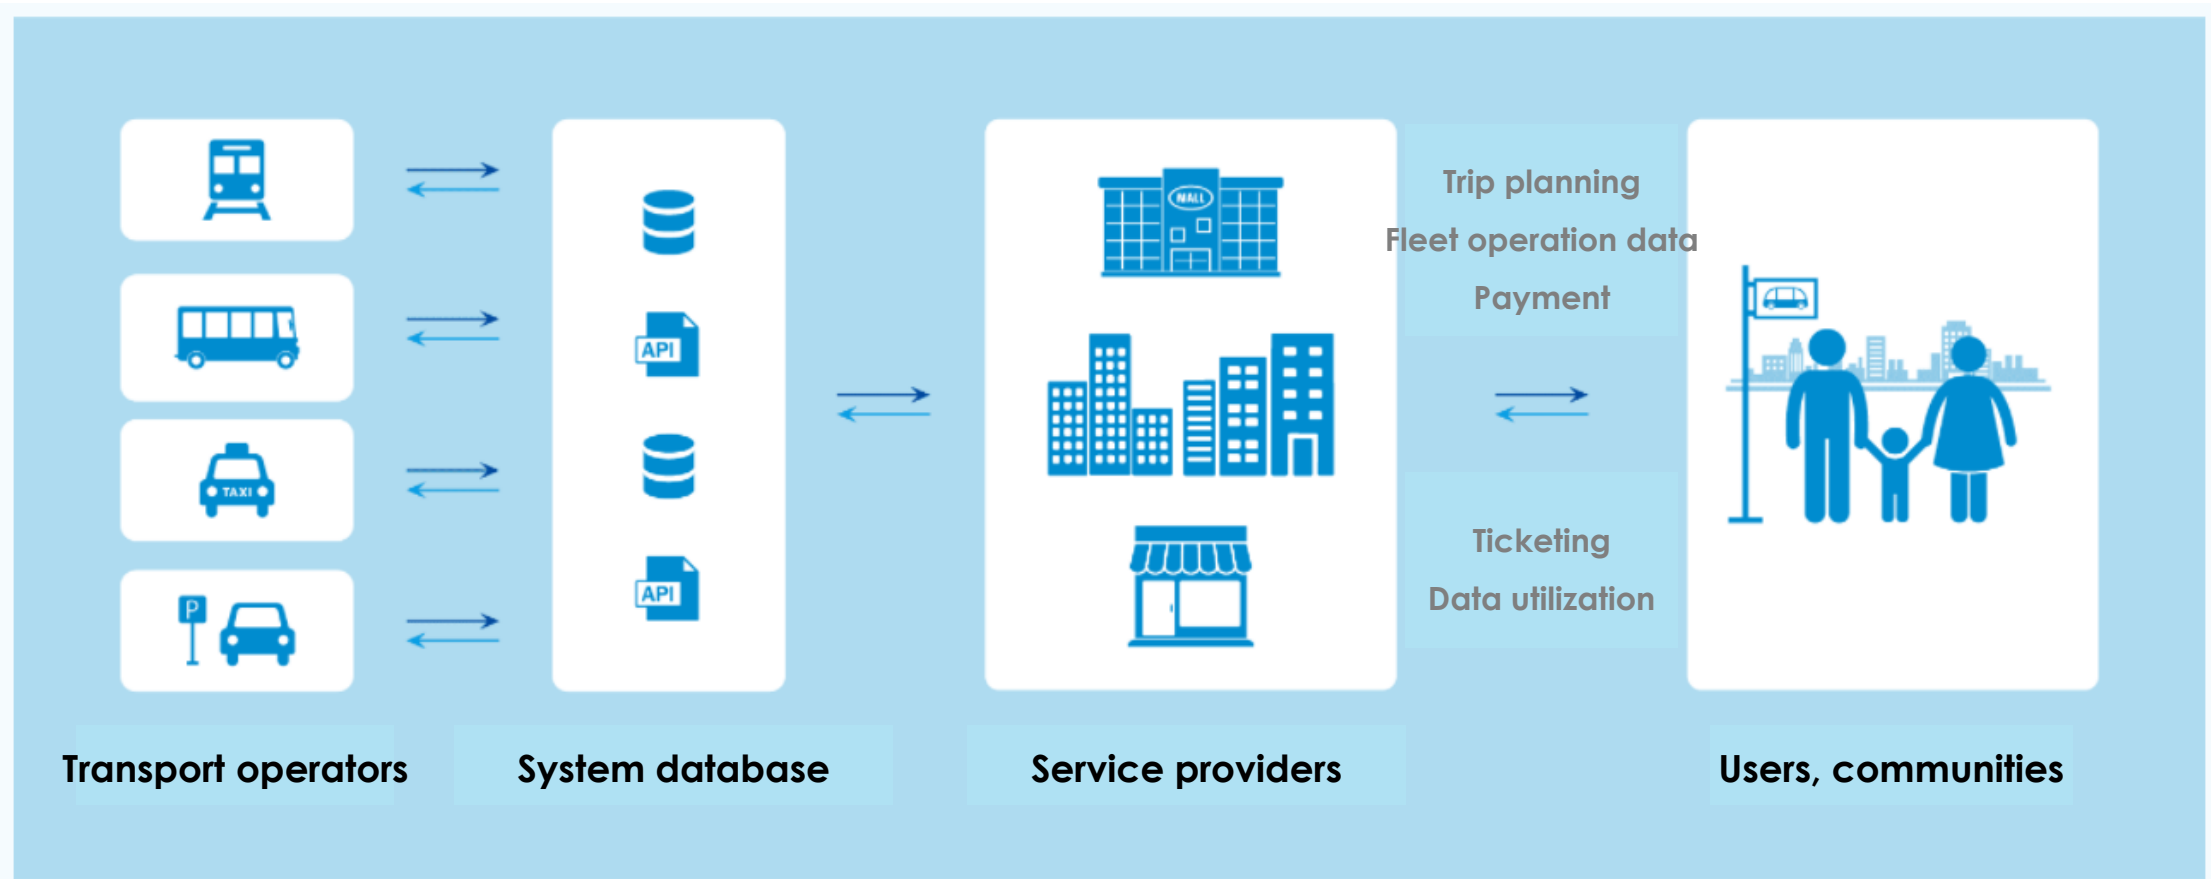 MALL
Trip planning
Fleet operation data
Payment
API
TAXI
Ticketing
Data utilization
API
P
Transport operators
System database
Service providers
Users, communities